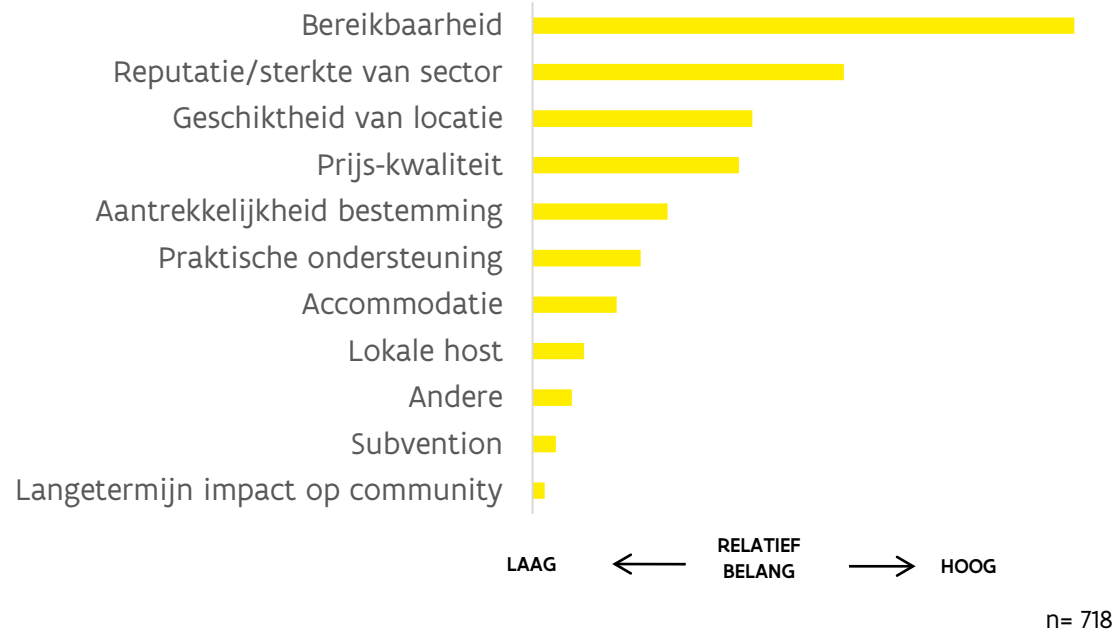 Bereikbaarheid
Reputatie/sterkte van sector
Geschiktheid van locatie
Prijs-kwaliteit
Aantrekkelijkheid bestemming
Praktische ondersteuning
Accommodatie
Lokale host
Andere
Subvention
Langetermijn impact op community
LAAG
RELATIEF
BELANG
HOOG
n= 718